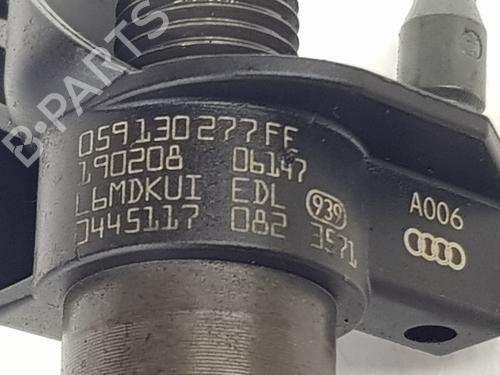 B-PARTS
059130277FF
190208 06147
L6MDKUI EDL 939 A006
0445117 082 3571